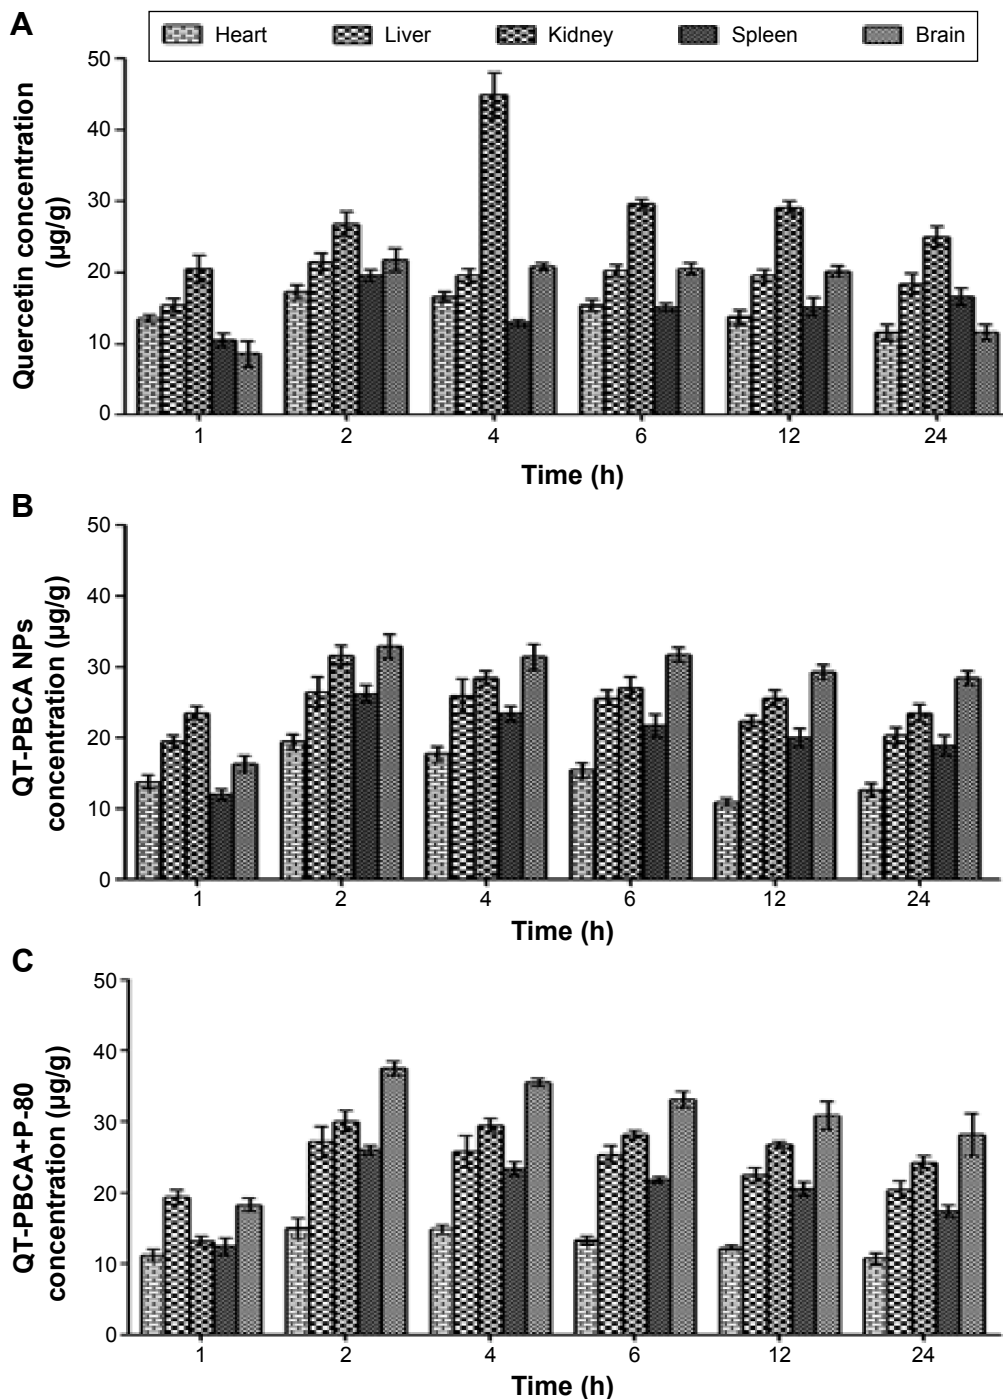 A
Heart Liver Kidney Spleen Brain
Quercetin concentration
(µg/g)
50
40
30
20
10
0
1 2 4 6 12 24
Time (h)
B
QT-PBCA NPs
concentration (µg/g)
50
40
30
20
10
0
1 2 4 6 12 24
Time (h)
C
QT-PBCA+P-80
concentration (µg/g)
50
40
30
20
10
0
1 2 4 6 12 24
Time (h)